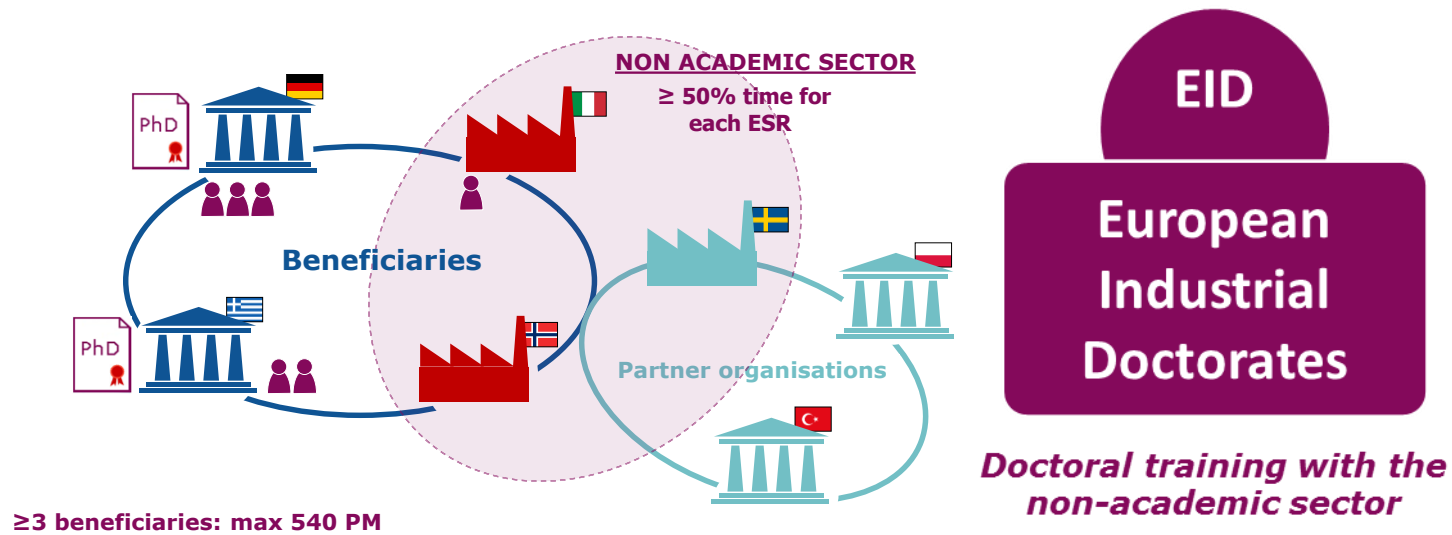 NON ACADEMIC SECTOR
≥ 50% time for
each ESR
PhD
Beneficiaries
PhD
Partner organisations
≥3 beneficiaries: max 540 PM
EID
European
Industrial
Doctorates
Doctoral training with the
non-academic sector